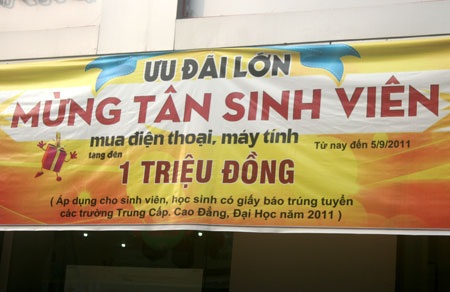 ƯU ĐÃI LỚN
MỪNG TÂN SINH VIÊN
mua điện thoại, máy tính
Từ nay đến 5/9/2011
tặng đến
1 TRIỆU ĐỒNG
( Áp dụng cho sinh viên, học sinh có giấy báo trúng tuyển
các trường Trung Cấp, Cao Đẳng, Đại Học năm 2011 )